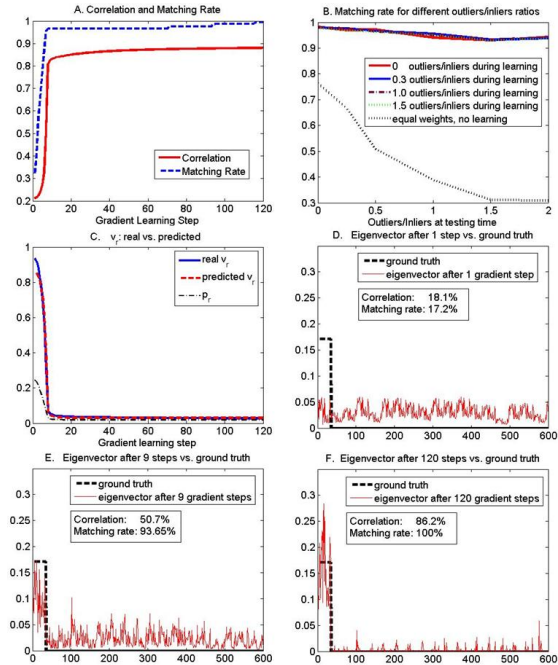 A. Correlation and Matching Rate
1
0.9
0.8
0.7
0.6
0.5
0.4
0.3
0.2
0 20 40 60 80 100 120
Gradient Learning Step
Correlation
Matching Rate
B. Matching rate for different outliers/inliers ratios
1
0.9
0.8
0.7
0.6
0.5
0.4
0.3
0 0.5 1 1.5 2
Outliers/Inliers at testing time
0 outliers/inliers during learning
0.3 outliers/inliers during learning
1.0 outliers/inliers during learning
1.5 outliers/inliers during learning
equal weights, no learning
C. v_r: real vs. predicted
1
0.8
0.6
0.4
0.2
0
0 20 40 60 80 100 120
Gradient learning step
real v_r
predicted v_r
p_r
D. Eigenvector after 1 step vs. ground truth
0.3
0.25
0.2
0.15
0.1
0.05
0
0 100 200 300 400 500 600
ground truth
eigenvector after 1 gradient step
Correlation: 18.1%
Matching rate: 17.2%
E. Eigenvector after 9 steps vs. ground truth
0.3
0.25
0.2
0.15
0.1
0.05
0
0 100 200 300 400 500 600
ground truth
eigenvector after 9 gradient steps
Correlation: 50.7%
Matching rate: 93.65%
F. Eigenvector after 120 steps vs. ground truth
0.3
0.25
0.2
0.15
0.1
0.05
0
0 100 200 300 400 500 600
ground truth
eigenvector after 120 gradient steps
Correlation: 86.2%
Matching rate: 100%